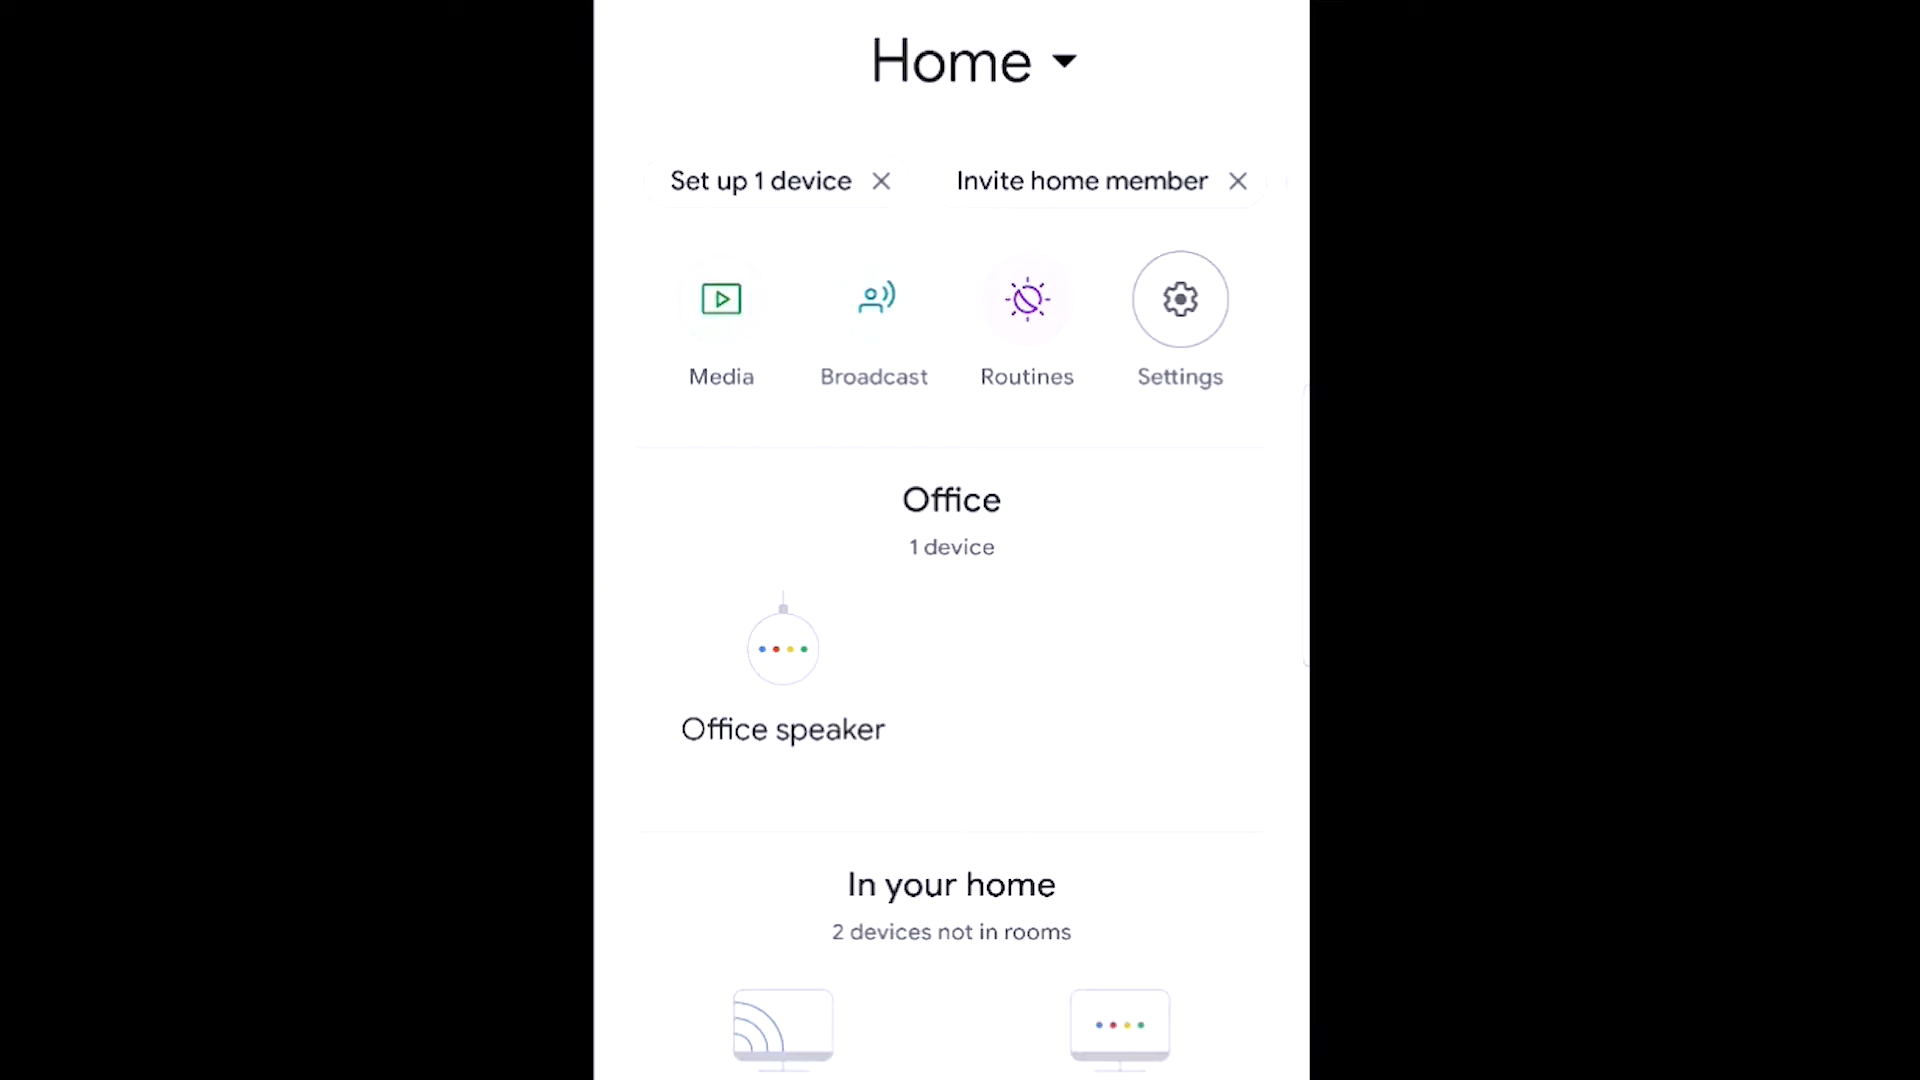 Home
Set up 1 device
Invite home member
Media
Broadcast
Routines
Settings
Office
1 device
Office speaker
In your home
2 devices not in rooms